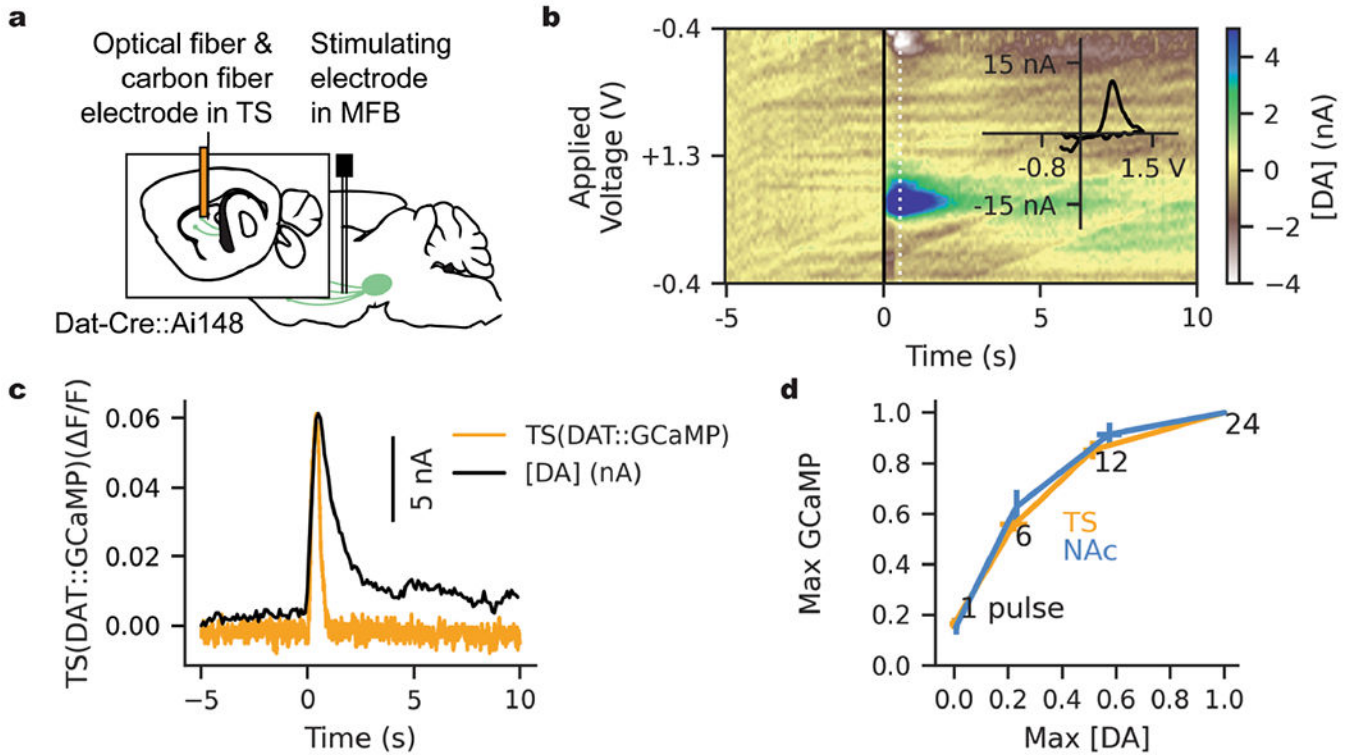 a
Optical fiber &
carbon fiber
electrode in TS
Stimulating
electrode
in MFB
Dat-Cre::Ai148
b
Applied
Voltage (V)
-0.4
+1.3
-0.4
15 nA
-0.8
1.5 V
-15 nA
-5
0
5
10
Time (s)
4
2
0
−2
−4
[DA] (nA)
c
TS(DAT::GCaMP)(ΔF/F)
0.06
0.04
0.02
0.00
5 nA
TS(DAT::GCaMP)
[DA] (nA)
−5
0
5
10
Time (s)
d
Max GCaMP
1.0
0.8
0.6
0.4
0.2
0.0
24
12
6
TS
NAc
1 pulse
0.0
0.2
0.4
0.6
0.8
1.0
Max [DA]